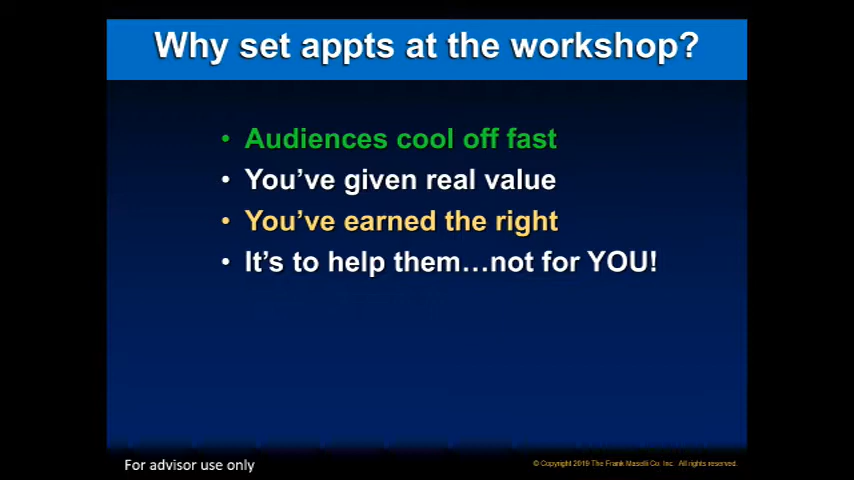 Why set appts at the workshop?
• Audiences cool off fast
• You’ve given real value
• You’ve earned the right
• It’s to help them…not for YOU!
For advisor use only
© Copyright 2019 The Frank Maselli Co. Inc. All rights reserved.